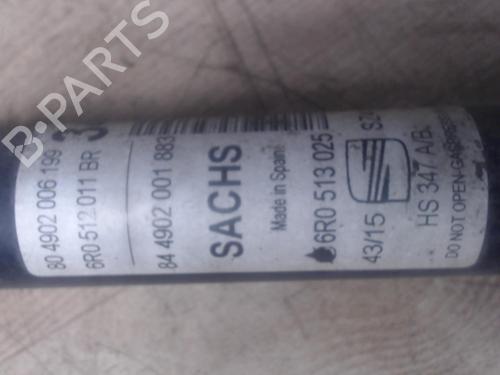 80 4902 006 199
6R0 512 011 BR
84 4902 001 883
SACHS
Made in Spain
6R0 513 025
43/15
HS 347 A/B.
DO NOT OPEN-GASPRESS
B-PARTS